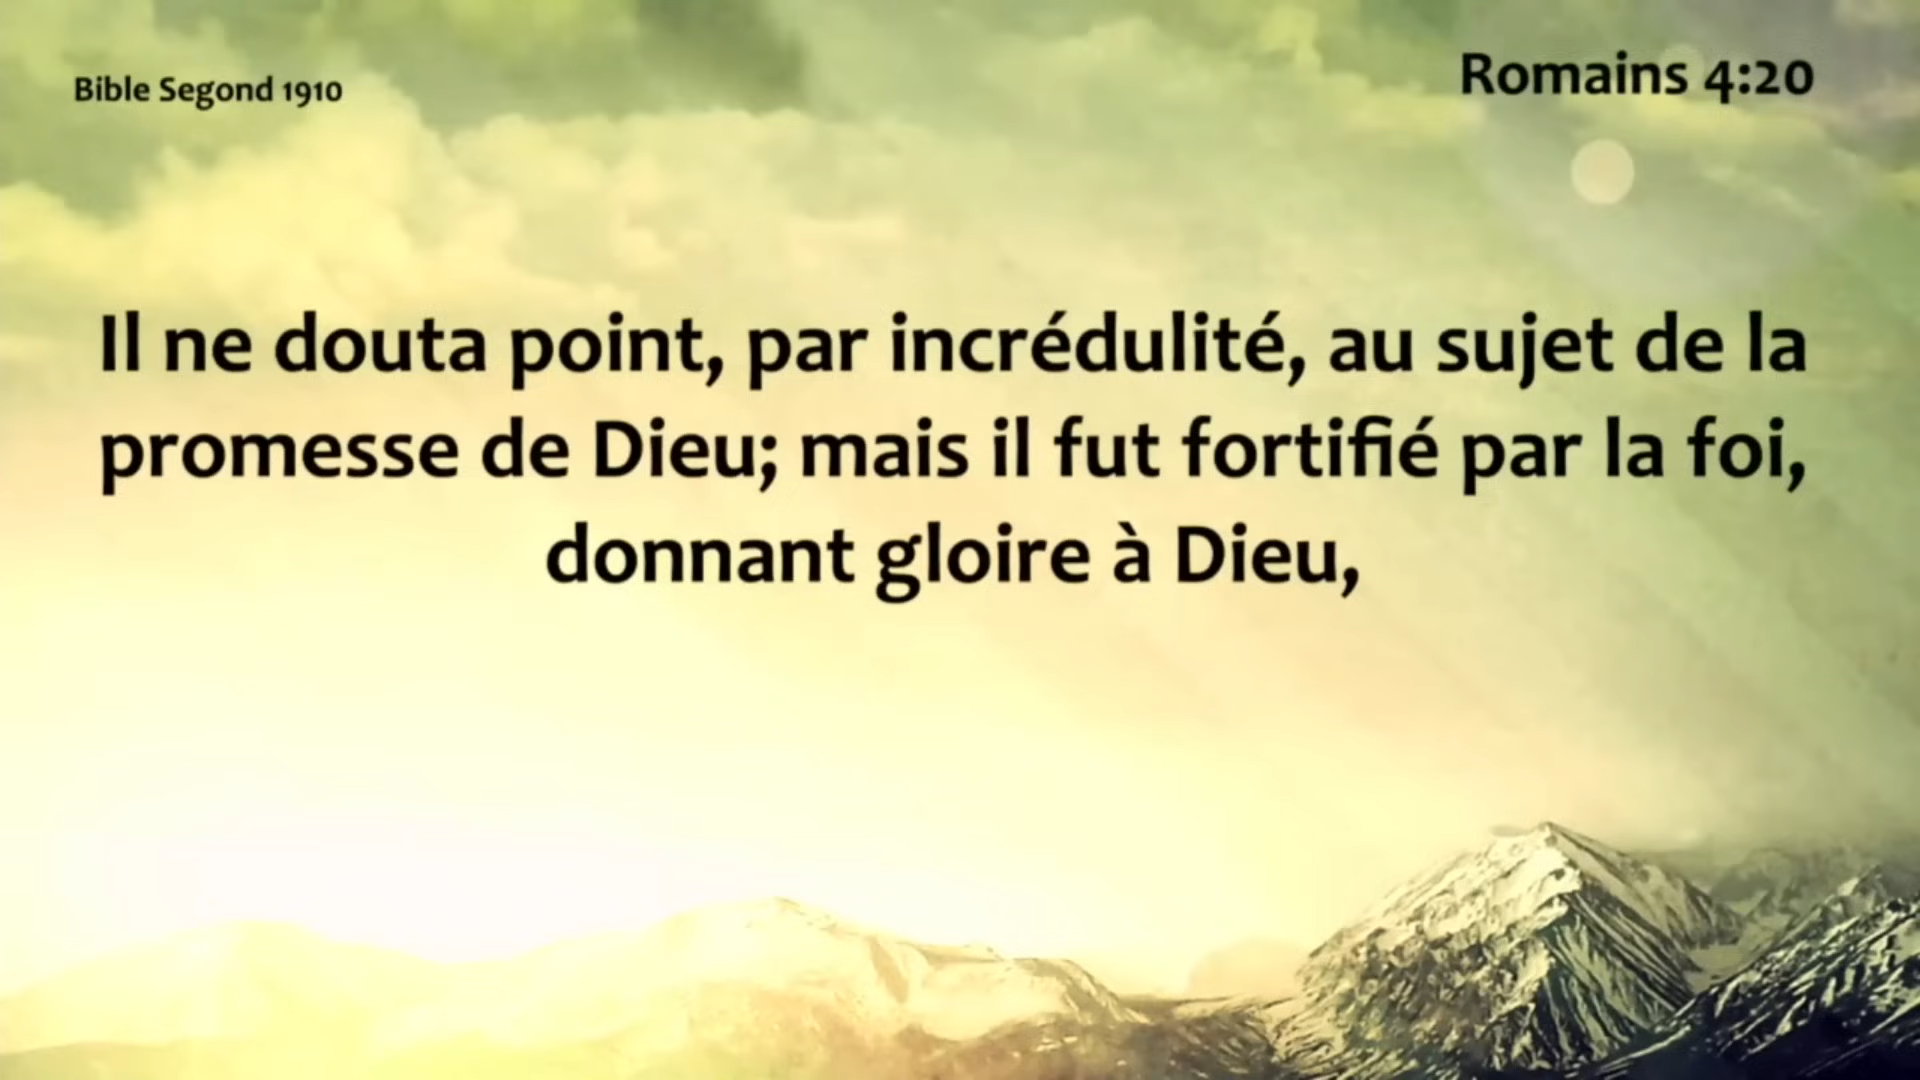 Bible Segond 1910
Romains 4:20
Il ne douta point, par incrédulité, au sujet de la
promesse de Dieu; mais il fut fortifié par la foi,
donnant gloire à Dieu,